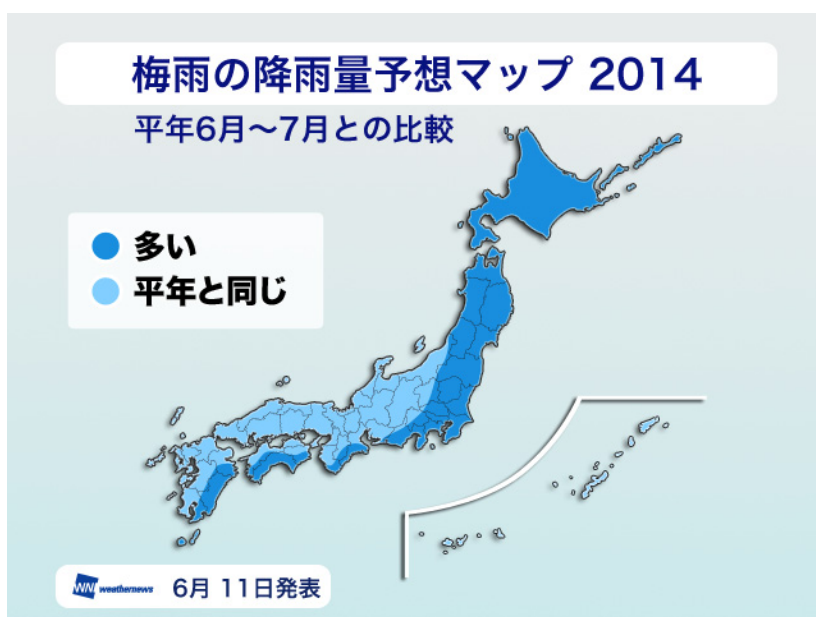 梅雨の降雨量予想マップ 2014
平年6月～7月との比較
多い
平年と同じ
WNI weathernews 6月 11日発表